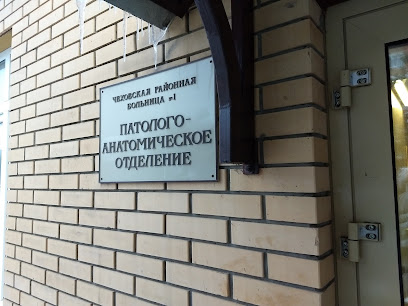 ЧЕХОВСКАЯ РАЙОННАЯ
БОЛЬНИЦА №1
ПАТОЛОГО-
АНАТОМИЧЕСКОЕ
ОТДЕЛЕНИЕ